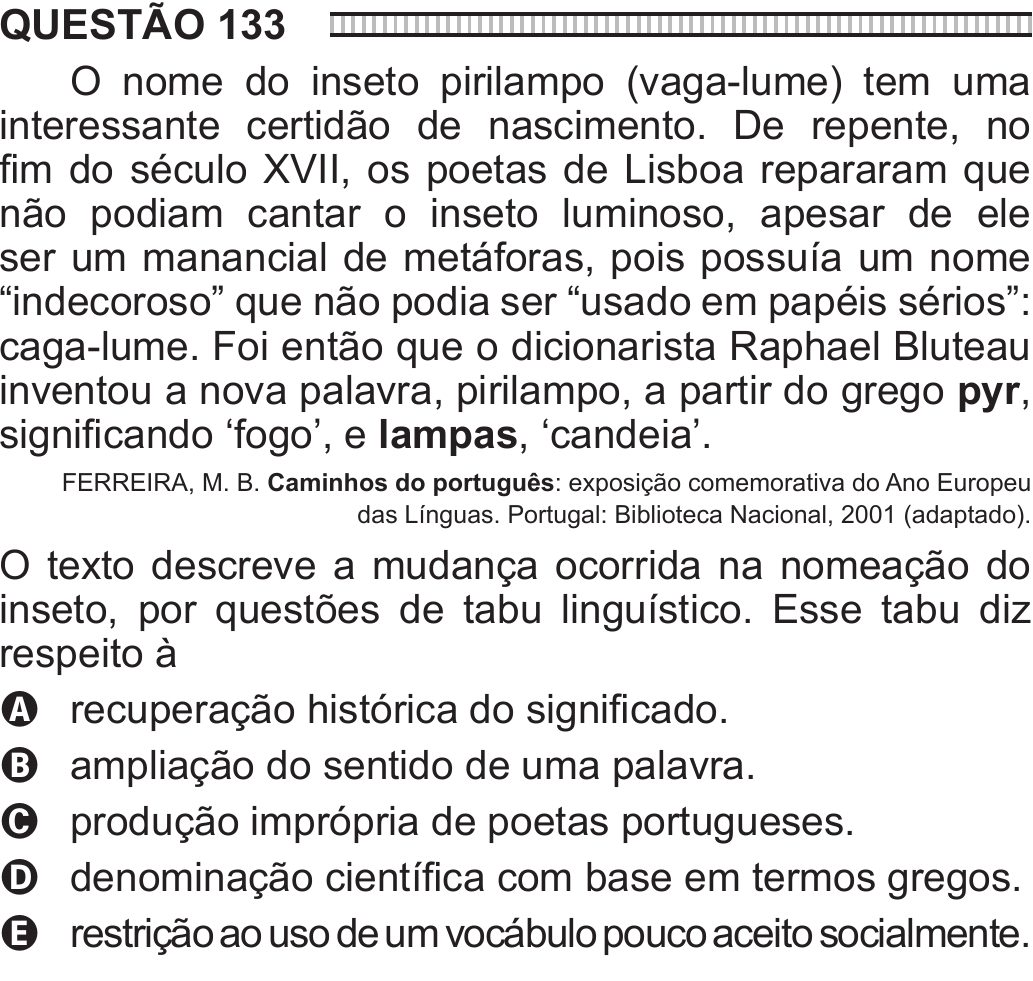 QUESTÃO 133
O nome do inseto pirilampo (vaga-lume) tem uma
interessante certidão de nascimento. De repente, no
fim do século XVII, os poetas de Lisboa repararam que
não podiam cantar o inseto luminoso, apesar de ele
ser um manancial de metáforas, pois possuía um nome
“indecoroso” que não podia ser “usado em papéis sérios”:
caga-lume. Foi então que o dicionarista Raphael Bluteau
inventou a nova palavra, pirilampo, a partir do grego pyr,
significando ‘fogo’, e lampas, ‘candeia’.
FERREIRA, M. B. Caminhos do português: exposição comemorativa do Ano Europeu
das Línguas. Portugal: Biblioteca Nacional, 2001 (adaptado).
O texto descreve a mudança ocorrida na nomeação do
inseto, por questões de tabu linguístico. Esse tabu diz
respeito à
A recuperação histórica do significado.
B ampliação do sentido de uma palavra.
C produção imprópria de poetas portugueses.
D denominação científica com base em termos gregos.
E restrição ao uso de um vocábulo pouco aceito socialmente.